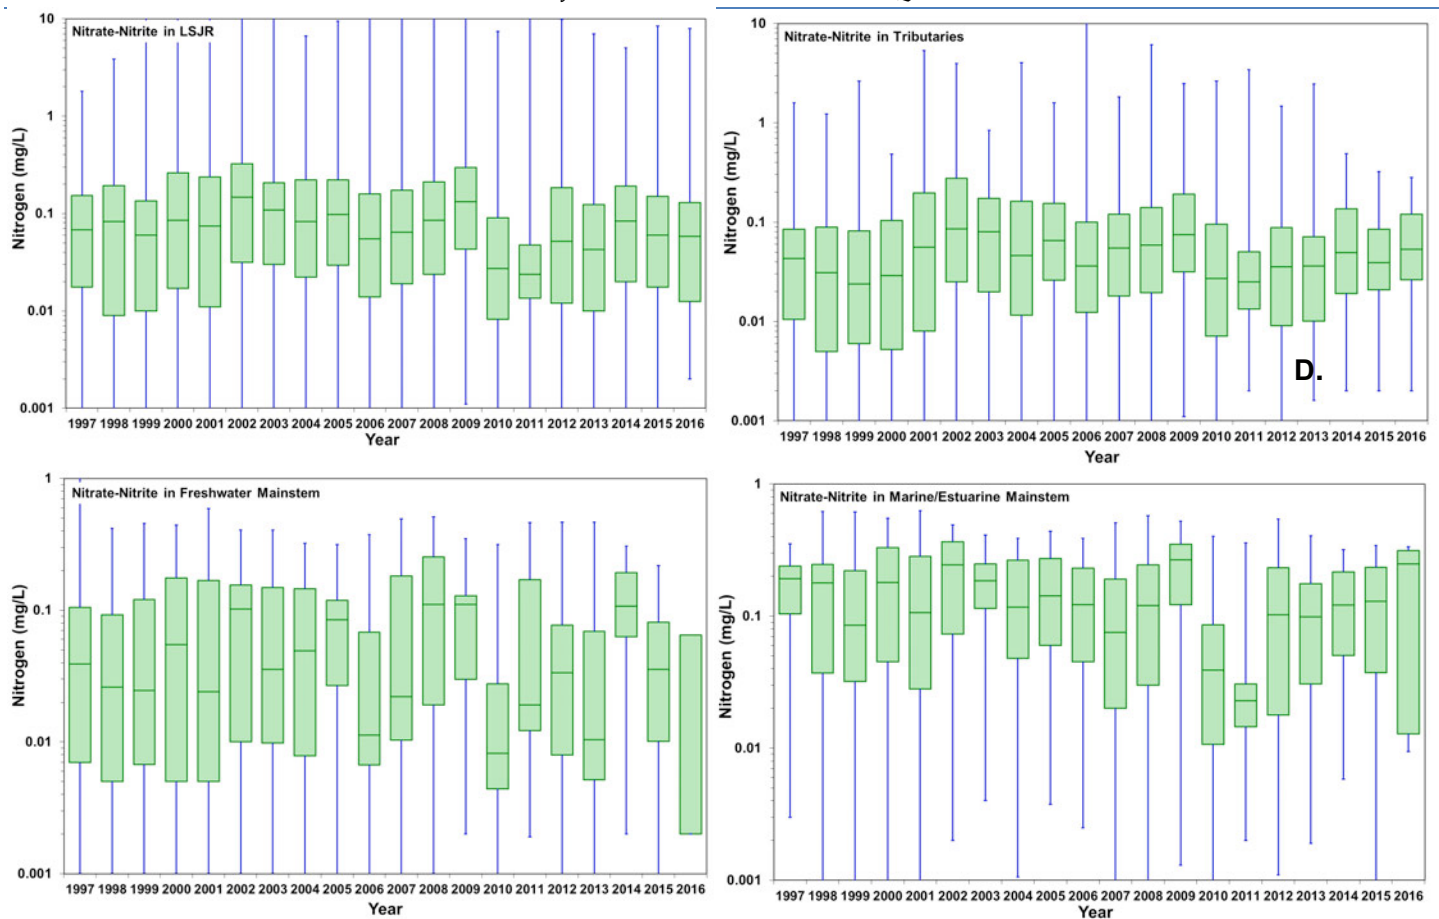 Nitrate-Nitrite in LSJR
10
1
0.1
0.01
0.001
Nitrogen (mg/L)
1997 1998 1999 2000 2001 2002 2003 2004 2005 2006 2007 2008 2009 2010 2011 2012 2013 2014 2015 2016
Year
Nitrate-Nitrite in Tributaries
10
1
0.1
0.01
0.001
Nitrogen (mg/L)
D.
1997 1998 1999 2000 2001 2002 2003 2004 2005 2006 2007 2008 2009 2010 2011 2012 2013 2014 2015 2016
Year
Nitrate-Nitrite in Freshwater Mainstem
1
0.1
0.01
0.001
Nitrogen (mg/L)
1997 1998 1999 2000 2001 2002 2003 2004 2005 2006 2007 2008 2009 2010 2011 2012 2013 2014 2015 2016
Year
Nitrate-Nitrite in Marine/Estuarine Mainstem
1
0.1
0.01
0.001
Nitrogen (mg/L)
1997 1998 1999 2000 2001 2002 2003 2004 2005 2006 2007 2008 2009 2010 2011 2012 2013 2014 2015 2016
Year